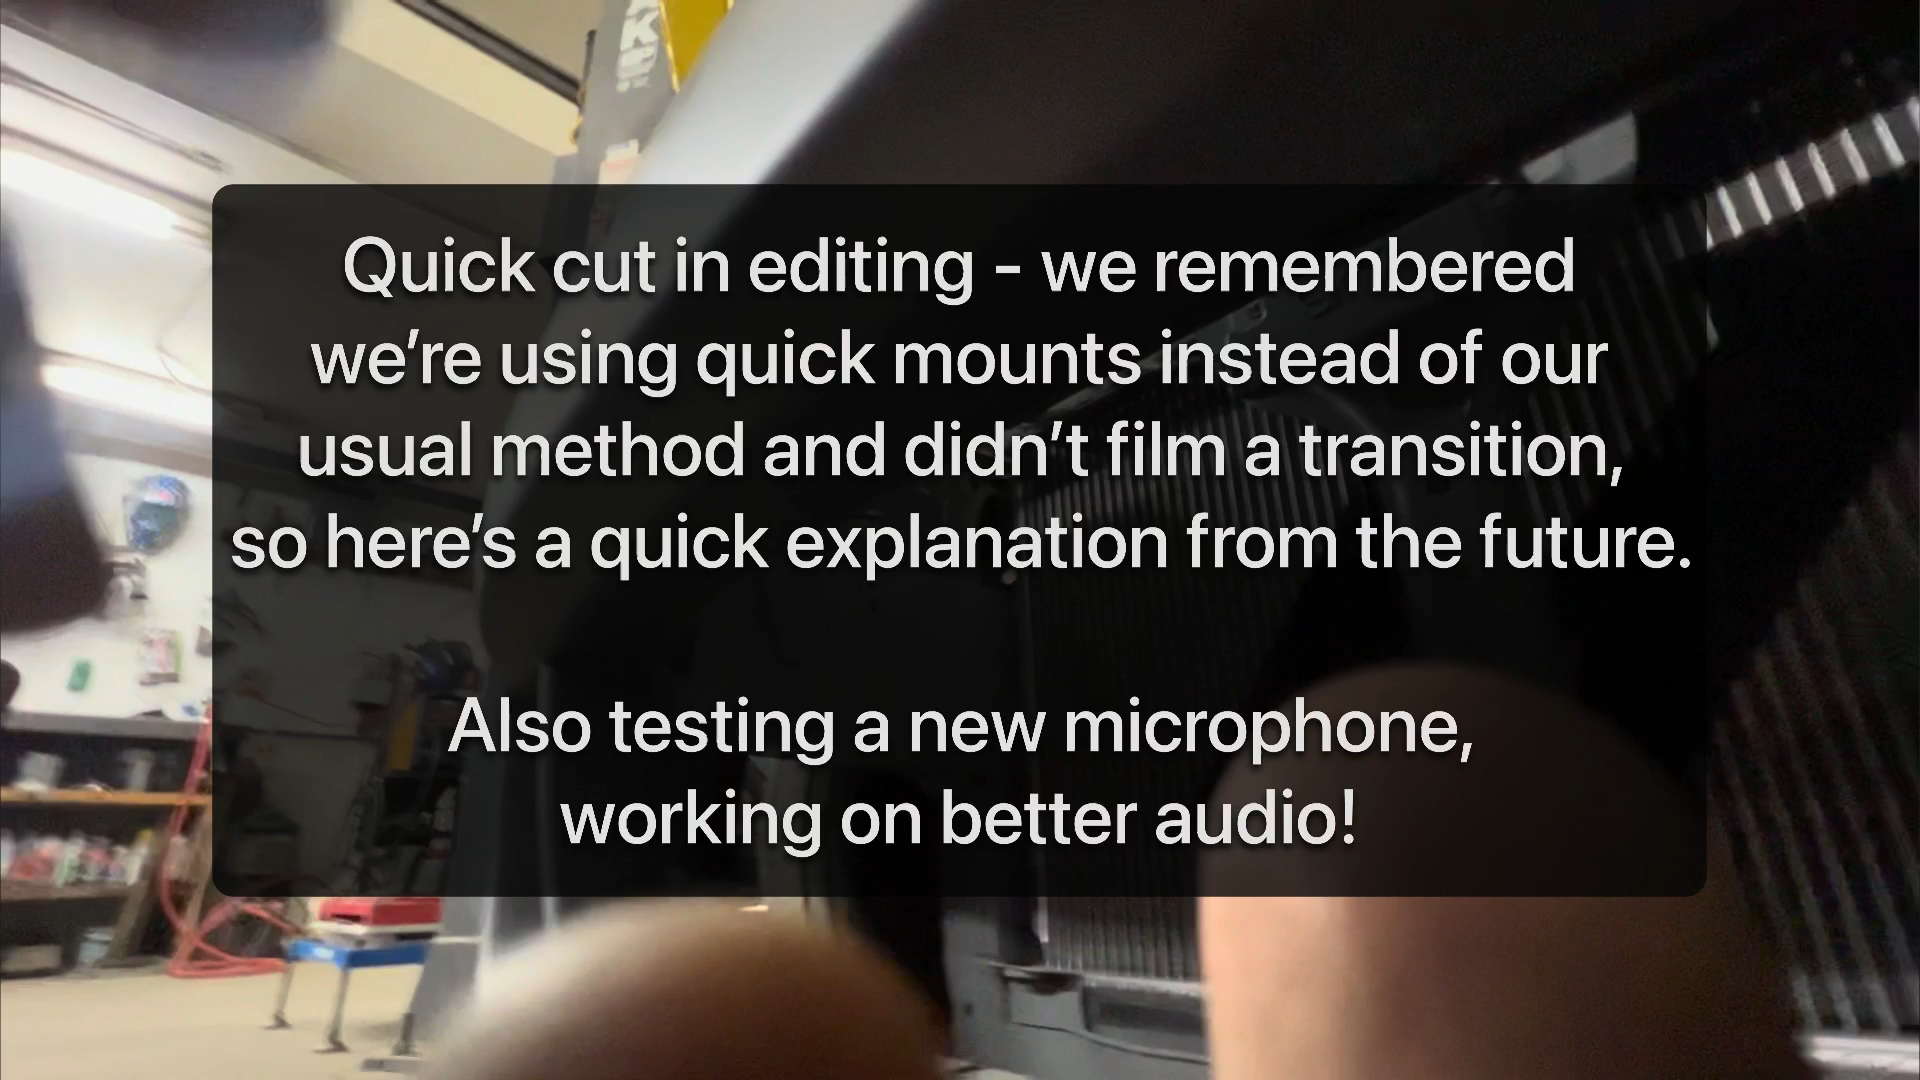 Quick cut in editing - we remembered
we’re using quick mounts instead of our
usual method and didn’t film a transition,
so here’s a quick explanation from the future.
Also testing a new microphone,
working on better audio!